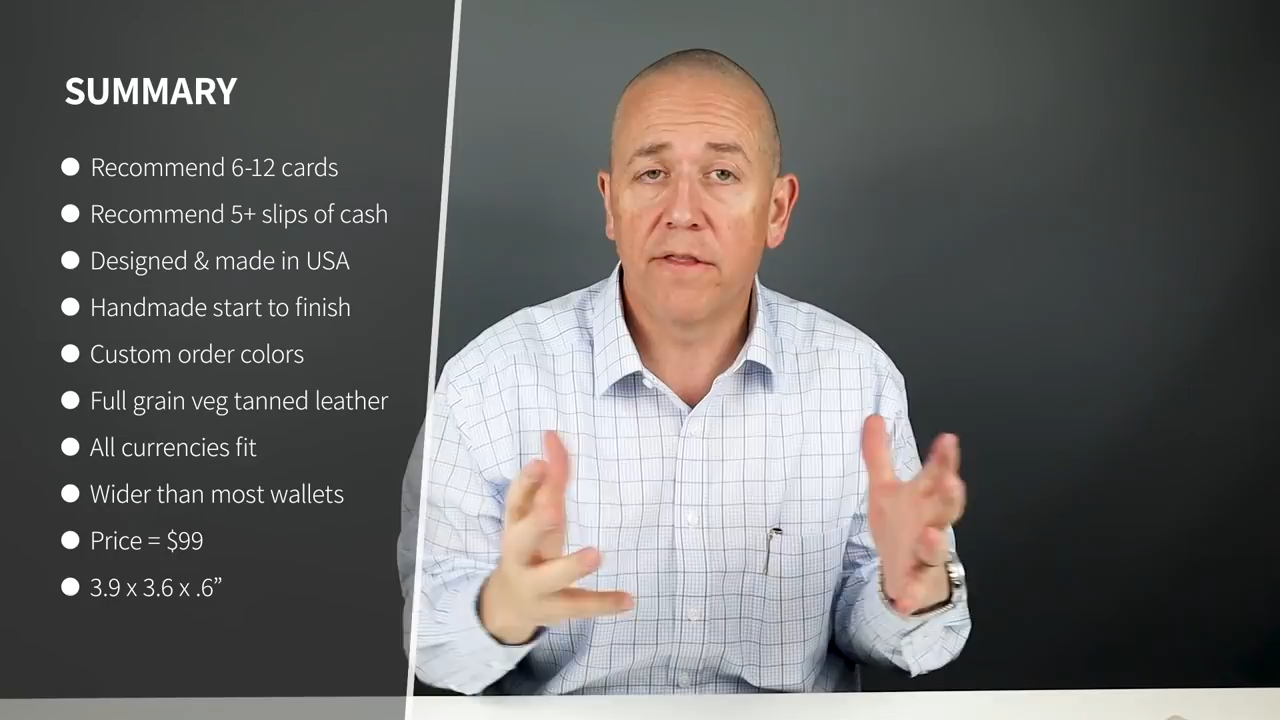 SUMMARY
Recommend 6-12 cards
Recommend 5+ slips of cash
Designed & made in USA
Handmade start to finish
Custom order colors
Full grain veg tanned leather
All currencies fit
Wider than most wallets
Price = $99
3.9 x 3.6 x .6”